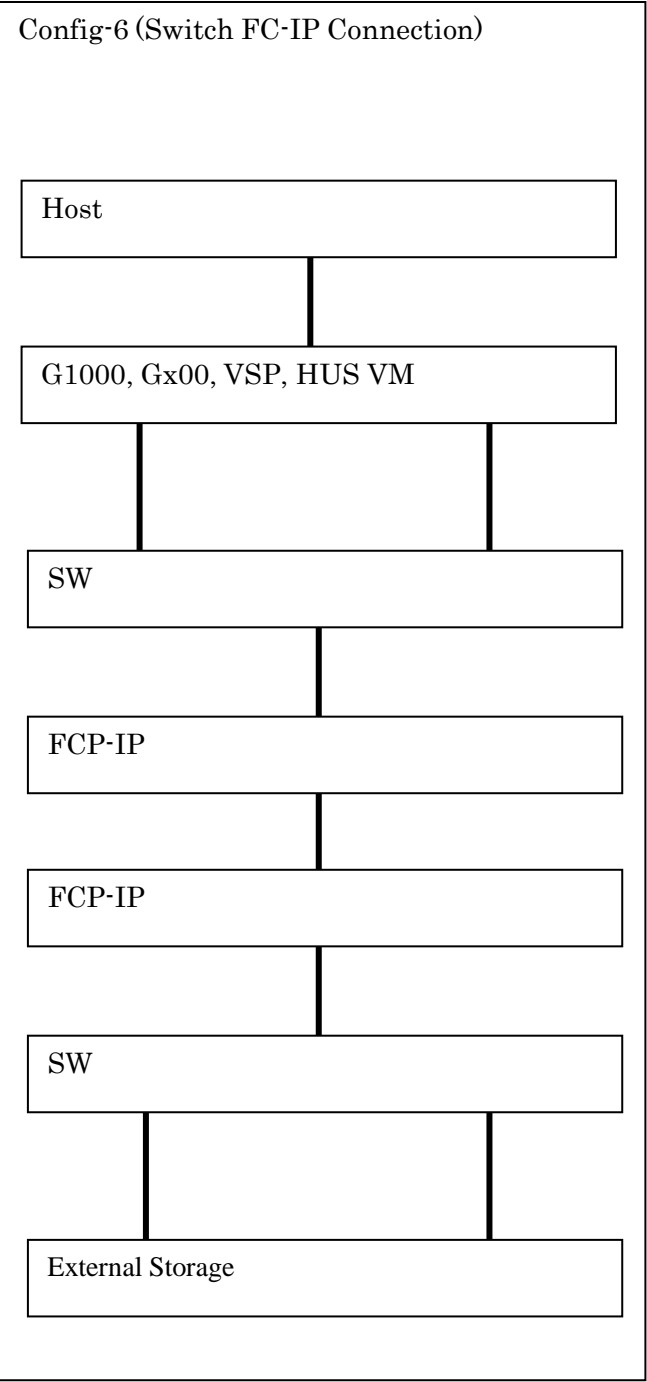 Config-6 (Switch FC-IP Connection)
Host
G1000, Gx00, VSP, HUS VM
SW
FCP-IP
FCP-IP
SW
External Storage